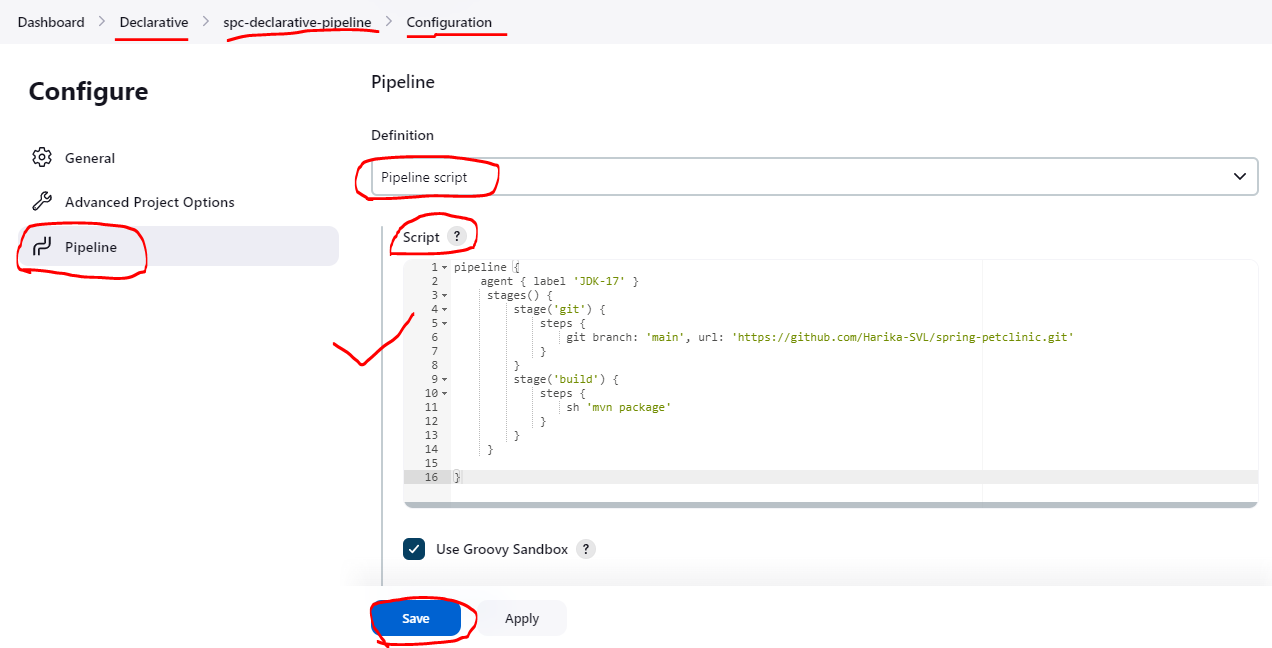 Dashboard > Declarative > spc-declarative-pipeline > Configuration
Configure
General
Advanced Project Options
Pipeline
Pipeline
Definition
Pipeline script
Script ?
1 pipeline {
2     agent { label 'JDK-17' }
3      stages() {
4          stage('git') {
5              steps {
6                  git branch: 'main', url: 'https://github.com/Harika-SVL/spring-petclinic.git'
7              }
8          }
9          stage('build') {
10             steps {
11                 sh 'mvn package'
12             }
13         }
14     }
15
16 }
Use Groovy Sandbox ?
Save
Apply